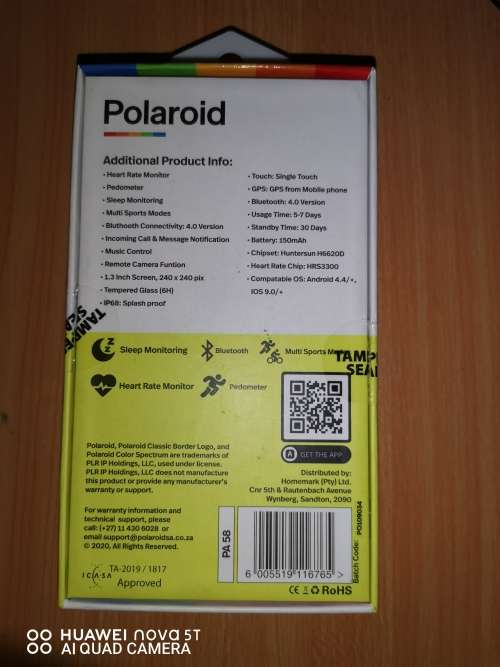 Polaroid
Additional Product Info:
• Heart Rate Monitor
• Pedometer
• Sleep Monitoring
• Multi Sports Modes
• Bluthooth Connectivity: 4.0 Version
• Incoming Call & Message Notification
• Music Control
• Remote Camera Funtion
• 1.3 Inch Screen, 240 x 240 pix
• Tempered Glass (6H)
• IP68: Splash proof
• Touch: Single Touch
• GPS: GPS from Mobile phone
• Bluetooth: 4.0 Version
• Usage Time: 5-7 Days
• Standby Time: 30 Days
• Battery: 150mAh
• Chipset: Huntersun H6620D
• Heart Rate Chip: HRS3300
• Compatable OS: Android 4.4/+,
IOS 9.0/+
TAMPE
SEA
Sleep Monitoring
Bluetooth
Multi Sports
TAMPE
SEAL
Heart Rate Monitor
Pedometer
GET THE APP
Polaroid, Polaroid Classic Border Logo, and
Polaroid Color Spectrum are trademarks of
PLR IP Holdings, LLC, used under license.
PLR IP Holdings, LLC does not manufacture
this product or provide any manufacturer's
warranty or support.
Distributed by:
Homemark (Pty) Ltd.
Cnr 5th & Rautenbach Avenue
Wynberg, Sandton, 2090
For warranty information and
technical support, please
call: (+27) 11 430 6028 or
email support@polaroidsa.co.za
© 2020, All Rights Reserved.
ICASA
TA-2019 / 1817
Approved
PA 58
6 005519 116765 >
Batch Code: PO109034
CE RoHS
HUAWEI nova 5T
AI QUAD CAMERA